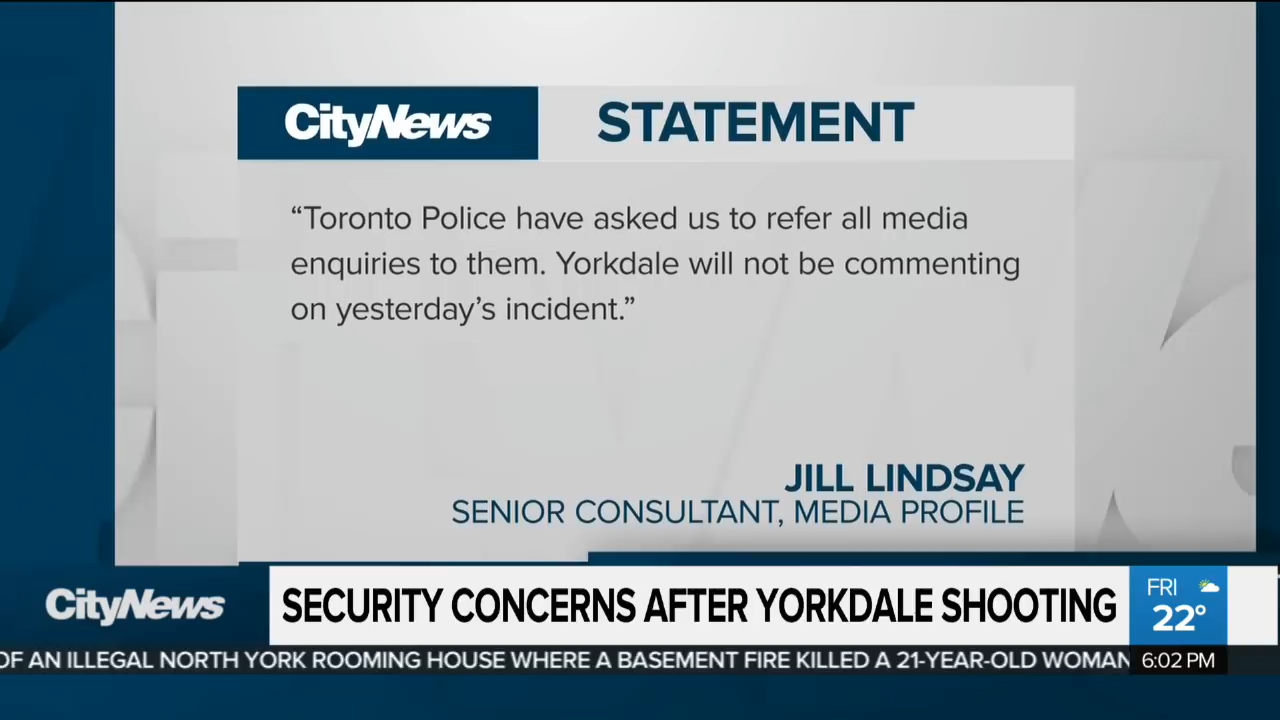 CityNews STATEMENT
“Toronto Police have asked us to refer all media
enquiries to them. Yorkdale will not be commenting
on yesterday’s incident.”
JILL LINDSAY
SENIOR CONSULTANT, MEDIA PROFILE
CityNews
SECURITY CONCERNS AFTER YORKDALE SHOOTING
FRI
22°
OF AN ILLEGAL NORTH YORK ROOMING HOUSE WHERE A BASEMENT FIRE KILLED A 21-YEAR-OLD WOMAN
6:02 PM